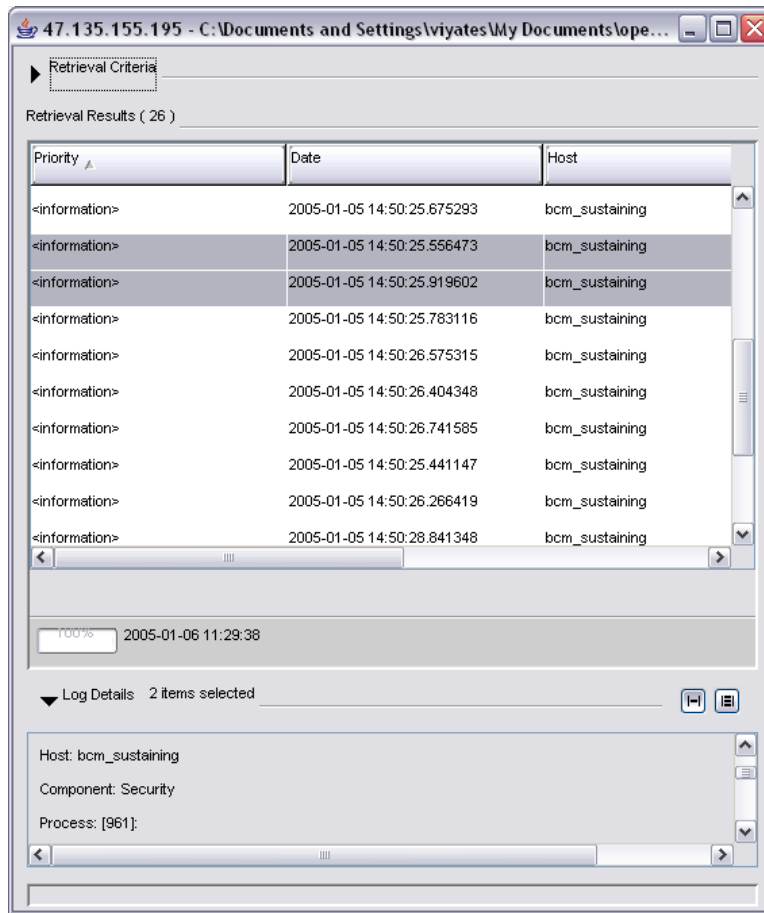 47.135.155.195 - C:\Documents and Settings\viyates\My Documents\ope...
Retrieval Criteria
Retrieval Results ( 26 )
Priority Date Host
<information> 2005-01-05 14:50:25.675293 bcm_sustaining
<information> 2005-01-05 14:50:25.556473 bcm_sustaining
<information> 2005-01-05 14:50:25.919602 bcm_sustaining
<information> 2005-01-05 14:50:25.783116 bcm_sustaining
<information> 2005-01-05 14:50:26.575315 bcm_sustaining
<information> 2005-01-05 14:50:26.404348 bcm_sustaining
<information> 2005-01-05 14:50:26.741585 bcm_sustaining
<information> 2005-01-05 14:50:25.441147 bcm_sustaining
<information> 2005-01-05 14:50:26.266419 bcm_sustaining
<information> 2005-01-05 14:50:28.841348 bcm_sustaining
100% 2005-01-06 11:29:38
Log Details 2 items selected
Host: bcm_sustaining
Component: Security
Process: [961]: